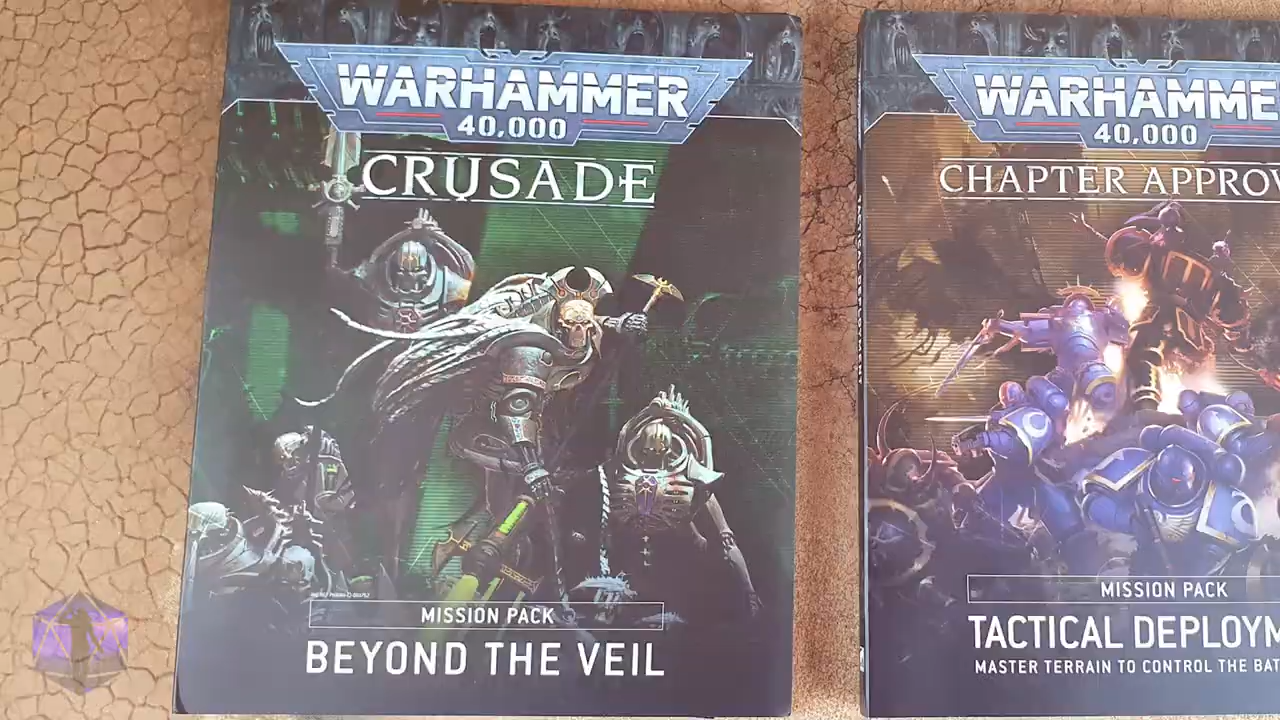 WARHAMMER
40,000
CRUSADE
MISSION PACK
BEYOND THE VEIL
WARHAMME
40,000
CHAPTER APPROV
MISSION PACK
TACTICAL DEPLOYM
MASTER TERRAIN TO CONTROL THE BAT